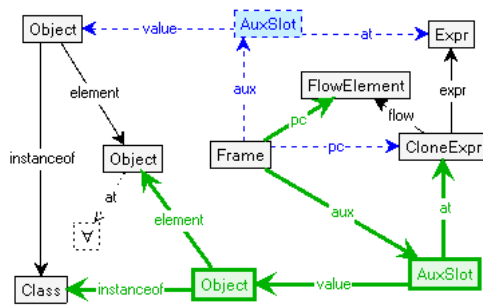 Object
value
AuxSlot
at
Expr
element
aux
FlowElement
expr
pc
flow
instanceof
Object
Frame
pc
CloneExpr
at
element
aux
at
∀
Class
instanceof
Object
value
AuxSlot